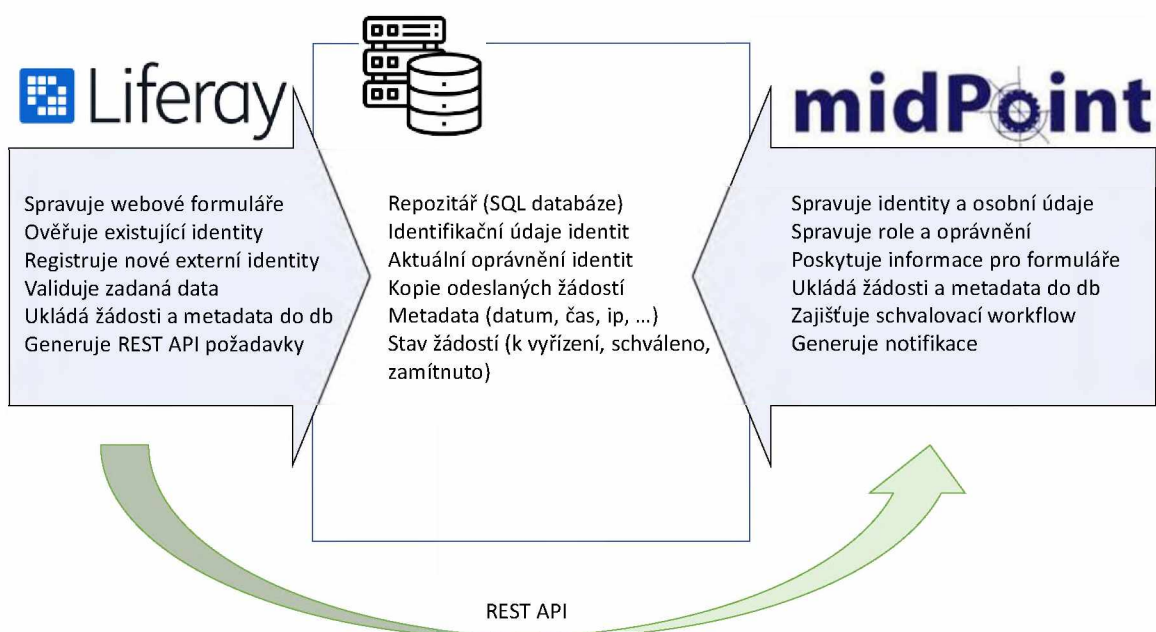 Liferay
Spravuje webové formuláře
Ověřuje existující identity
Registruje nové externí identity
Validuje zadaná data
Ukládá žádosti a metadata do db
Generuje REST API požadavky
Repozitář (SQL databáze)
Identifikační údaje identit
Aktuální oprávnění identit
Kopie odeslaných žádostí
Metadata (datum, čas, ip, ...)
Stav žádostí (k vyřízení, schváleno,
zamítnuto)
midPoint
Spravuje identity a osobní údaje
Spravuje role a oprávnění
Poskytuje informace pro formuláře
Ukládá žádosti a metadata do db
Zajišťuje schvalovací workflow
Generuje notifikace
REST API